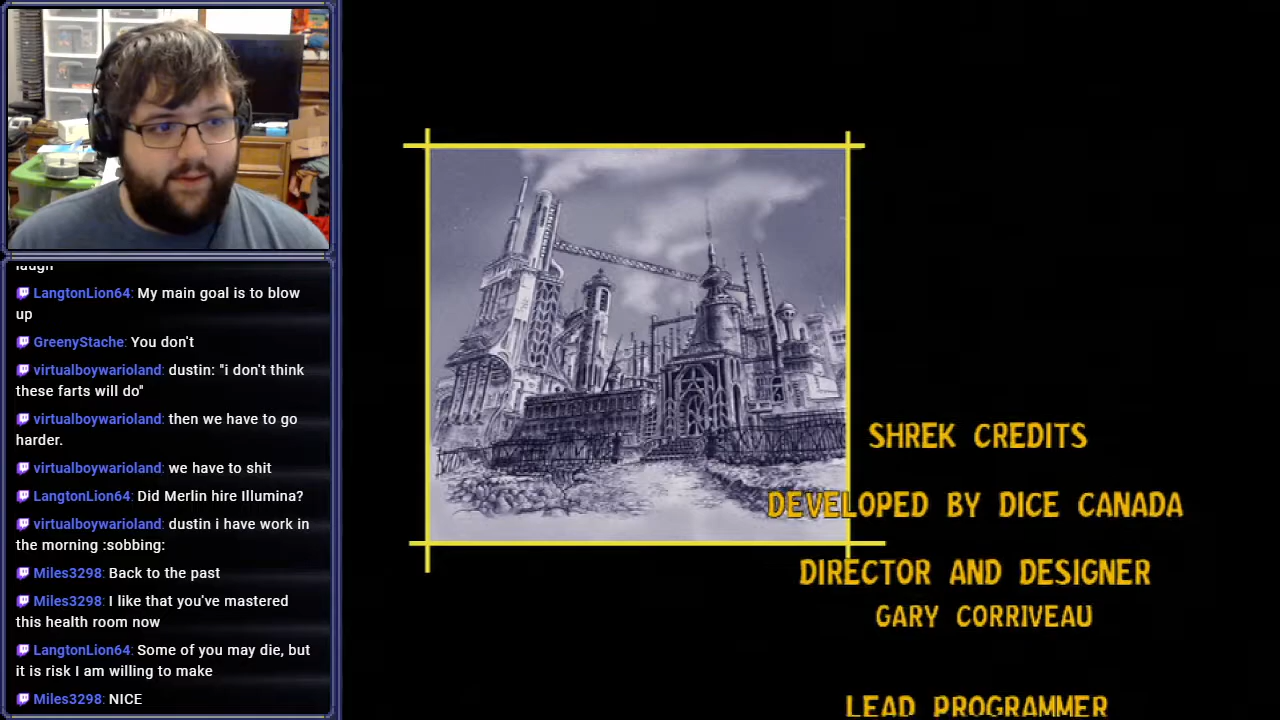 laugh
LangtonLion64: My main goal is to blow
up
GreenyStache: You don't
virtualboywarioland: dustin: "i don't think
these farts will do"
virtualboywarioland: then we have to go
harder.
virtualboywarioland: we have to shit
LangtonLion64: Did Merlin hire Illumina?
virtualboywarioland: dustin i have work in
the morning :sobbing:
Miles3298: Back to the past
Miles3298: I like that you've mastered
this health room now
LangtonLion64: Some of you may die, but
it is risk I am willing to make
Miles3298: NICE
SHREK CREDITS
DEVELOPED BY DICE CANADA
DIRECTOR AND DESIGNER
GARY CORRIVEAU
LEAD PROGRAMMER